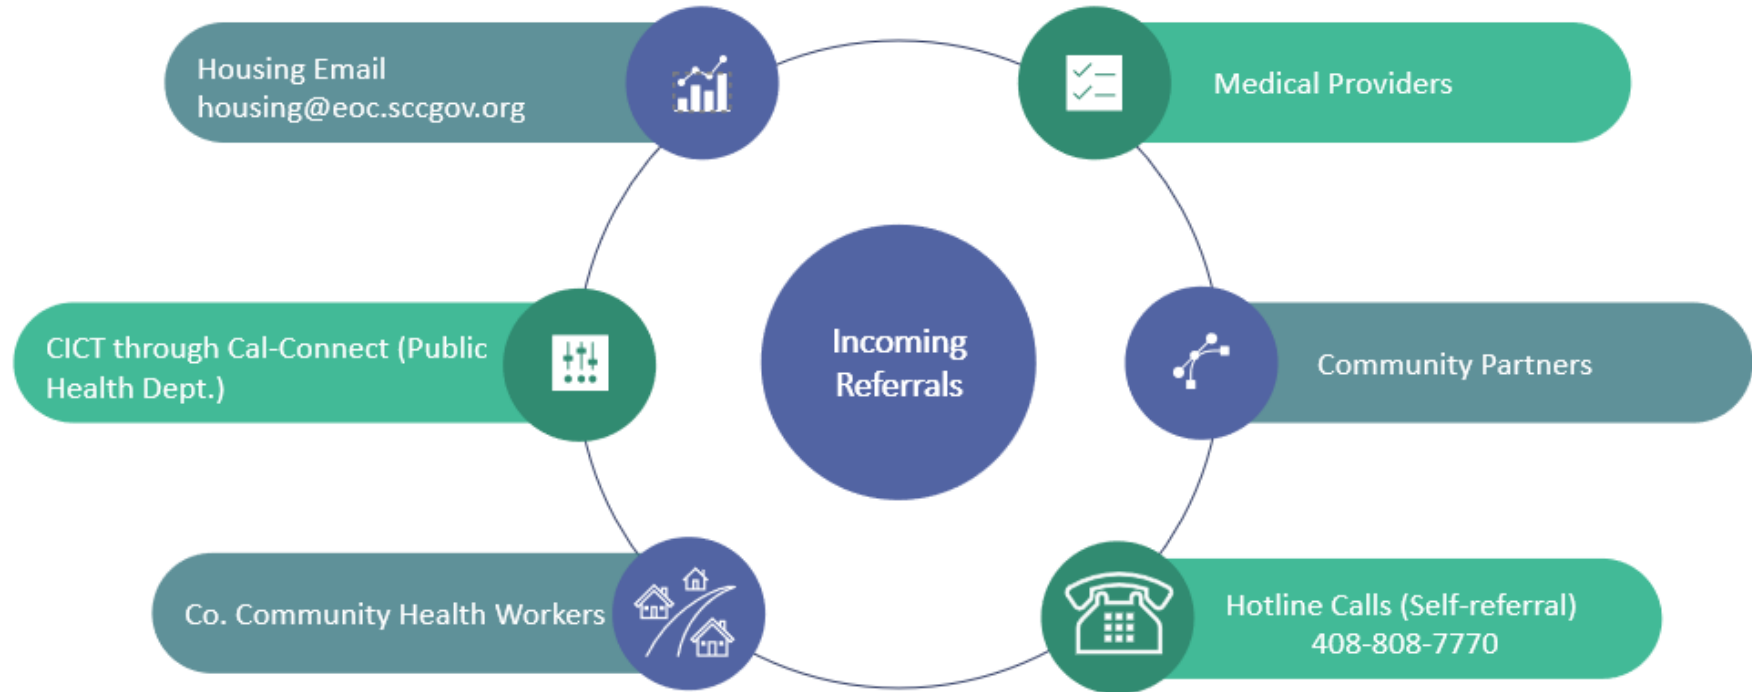 Housing Email
housing@eoc.sccgov.org
Medical Providers
CICT through Cal-Connect (Public
Health Dept.)
Incoming
Referrals
Community Partners
Co. Community Health Workers
Hotline Calls (Self-referral)
408-808-7770